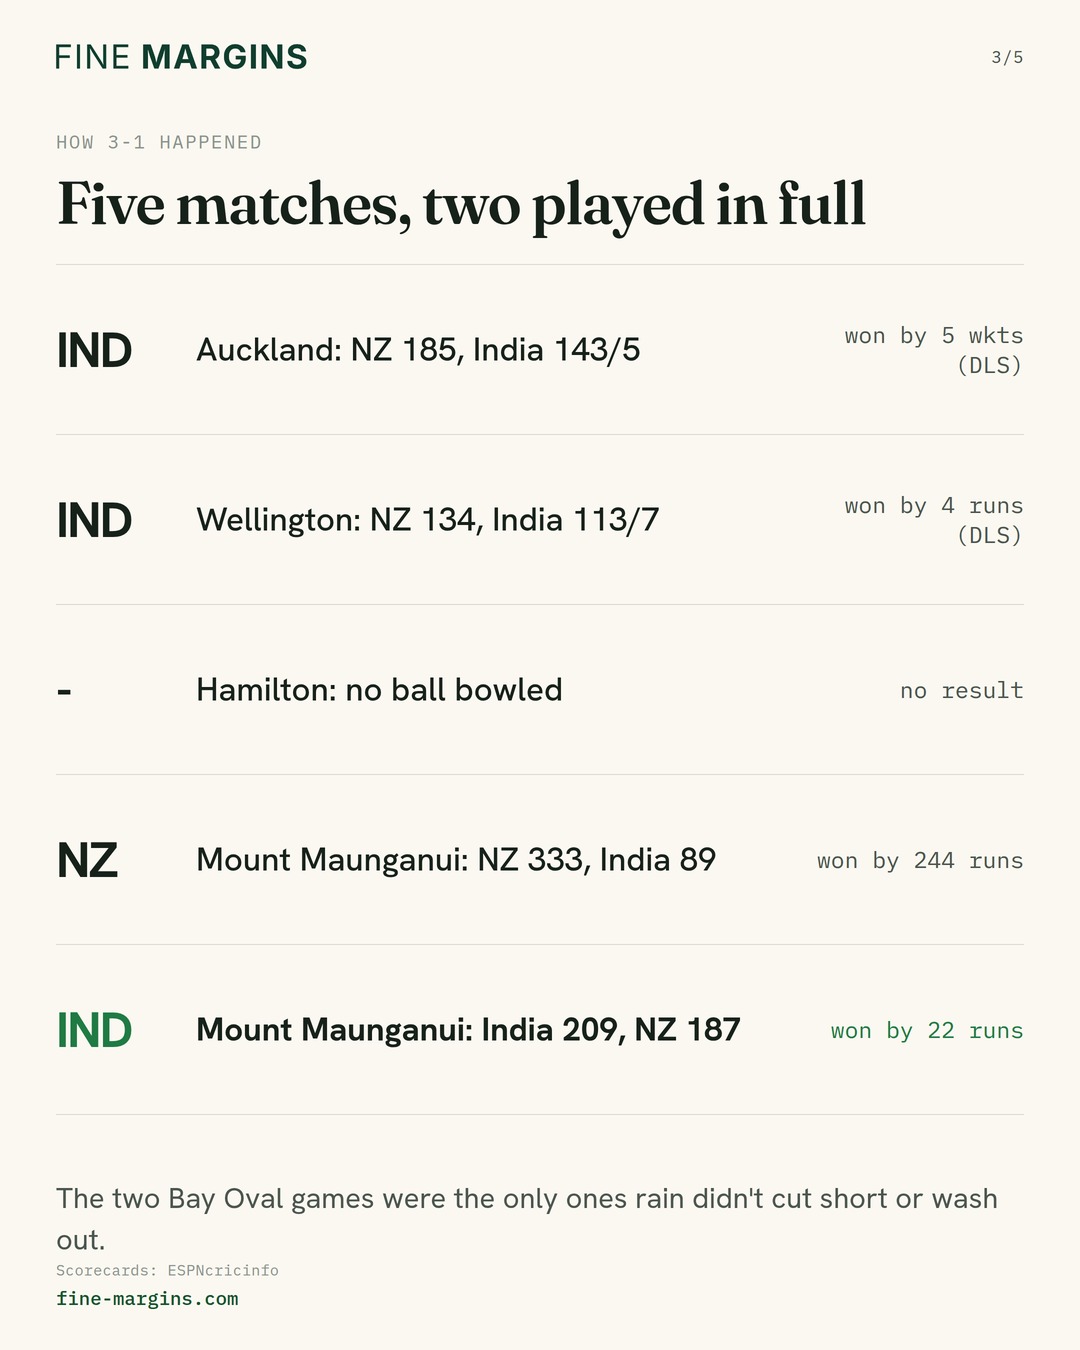 FINE MARGINS
3/5
HOW 3-1 HAPPENED
Five matches, two played in full
IND
Auckland: NZ 185, India 143/5
won by 5 wkts
(DLS)
IND
Wellington: NZ 134, India 113/7
won by 4 runs
(DLS)
-
Hamilton: no ball bowled
no result
NZ
Mount Maunganui: NZ 333, India 89
won by 244 runs
IND
Mount Maunganui: India 209, NZ 187
won by 22 runs
The two Bay Oval games were the only ones rain didn't cut short or wash
out.
Scorecards: ESPNcricinfo
fine-margins.com